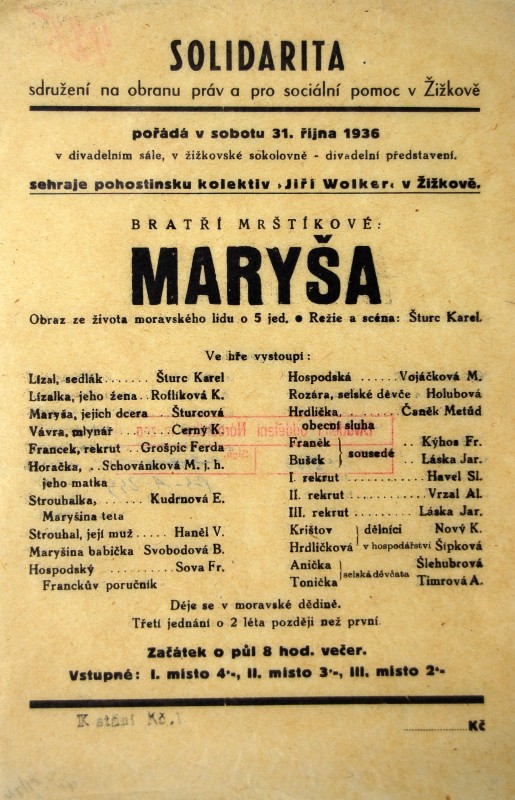 SOLIDARITA
sdružení na obranu práv a pro sociální pomoc v Žižkově
pořádá v sobotu 31. října 1936
v divadelním sále, v žižkovské sokolovně - divadelní představení.
sehraje pohostinsku kolektiv „Jiří Wolker“ v Žižkově.
BRATŘÍ MRŠTÍKOVÉ:
MARYŠA
Obraz ze života moravského lidu o 5 jed. ● Režie a scéna: Šturc Karel.
Ve hře vystoupí:
Lízal, sedlák....... Šturc Karel
Lízalka, jeho žena . Roflíková K.
Maryša, jejich dcera . Šturcová
Vávra, mlynář .... Černý K.
Francek, rekrut . Grošpic Ferda
Horačka, . . Schovánková M. j. h.
jeho matka
Strouhalka, . . . Kudrnová E.
Maryšina teta
Strouhal, její muž ..... Haněl V.
Maryšina babička Svobodová B.
Hospodský ........ Sova Fr.
Franckův poručník
Hospodská ...... Vojáčková M.
Rozára, selské děvče . Holubová
Hrdlička, ..... Čaněk Metůd
obecní sluha
Franěk } sousedé .. Kýhos Fr.
Bušek } .. Láska Jar.
I. rekrut ....... Havel Sl.
II. rekrut ....... Vrzal Al.
III. rekrut ...... Láska Jar.
Krištov } dělníci Nový K.
Hrdličková } v hospodářství Šípková
Anička } selská děvčata Šlehubrová
Tonička } Timrová A.
Děje se v moravské dědině.
Třetí jednání o 2 léta později než první.
Začátek o půl 8 hod. večer.
Vstupné: I. místo 4·-, II. místo 3·-, III. místo 2·-
K stání Kč.1
.................. Kč